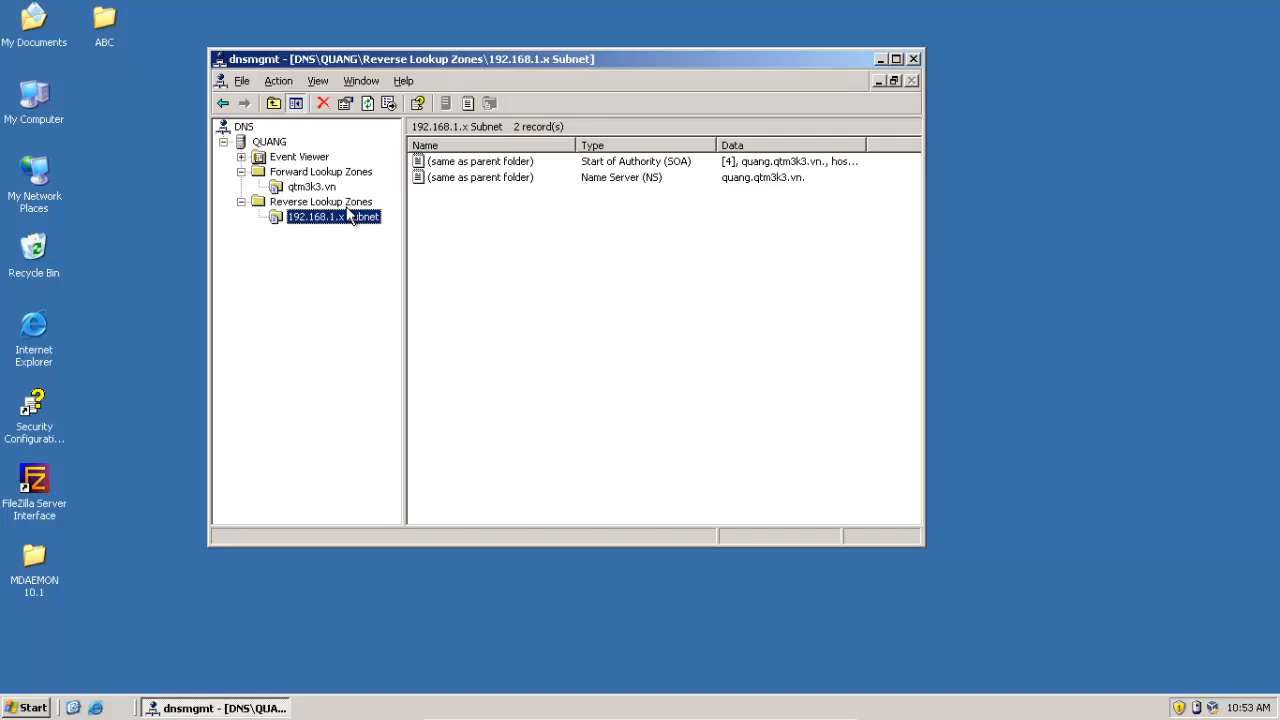 My Documents
ABC
My Computer
My Network
Places
Recycle Bin
Internet
Explorer
Security
Configurati...
FileZilla Server
Interface
MDAEMON
10.1
dnsmgmt - [DNS\QUANG\Reverse Lookup Zones\192.168.1.x Subnet]
File Action View Window Help
DNS
QUANG
Event Viewer
Forward Lookup Zones
qtm3k3.vn
Reverse Lookup Zones
192.168.1.x Subnet
192.168.1.x Subnet 2 record(s)
Name Type Data
(same as parent folder) Start of Authority (SOA) [4], quang.qtm3k3.vn., hos...
(same as parent folder) Name Server (NS) quang.qtm3k3.vn.
Start dnsmgmt - [DNS\QUA... 10:53 AM